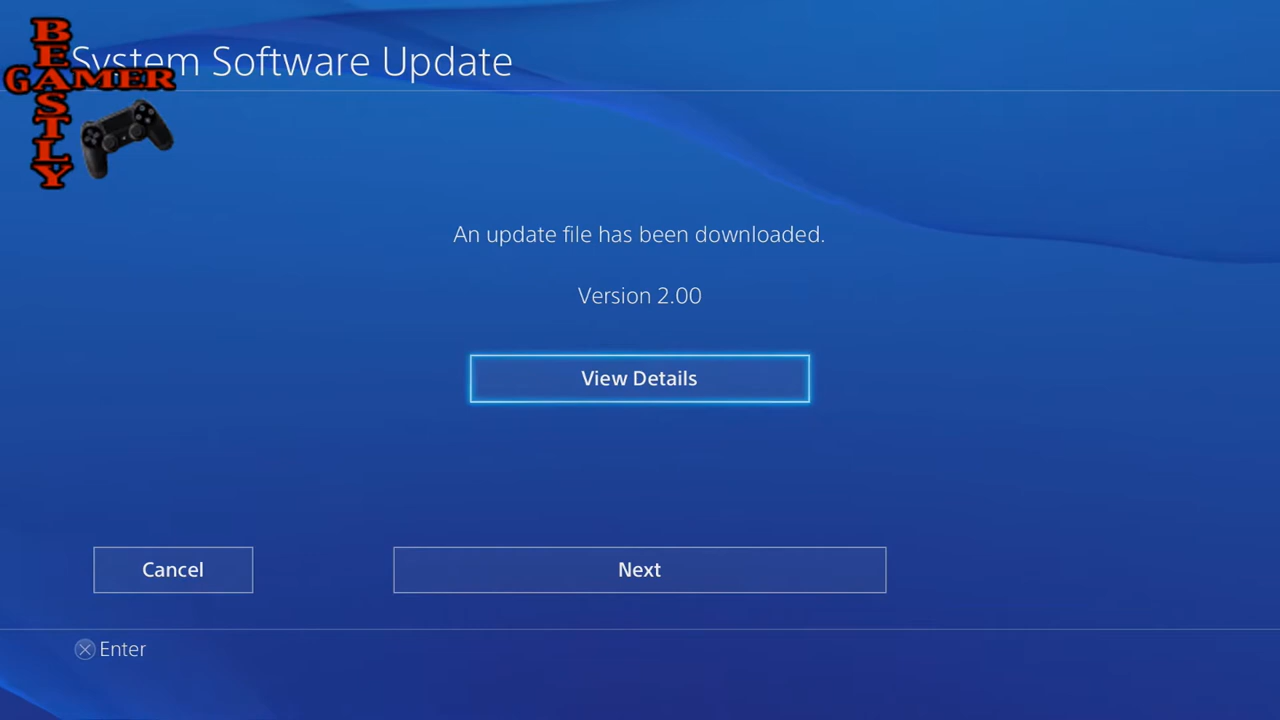 BEASTLY
GAMER
System Software Update
An update file has been downloaded.
Version 2.00
View Details
Cancel
Next
Enter